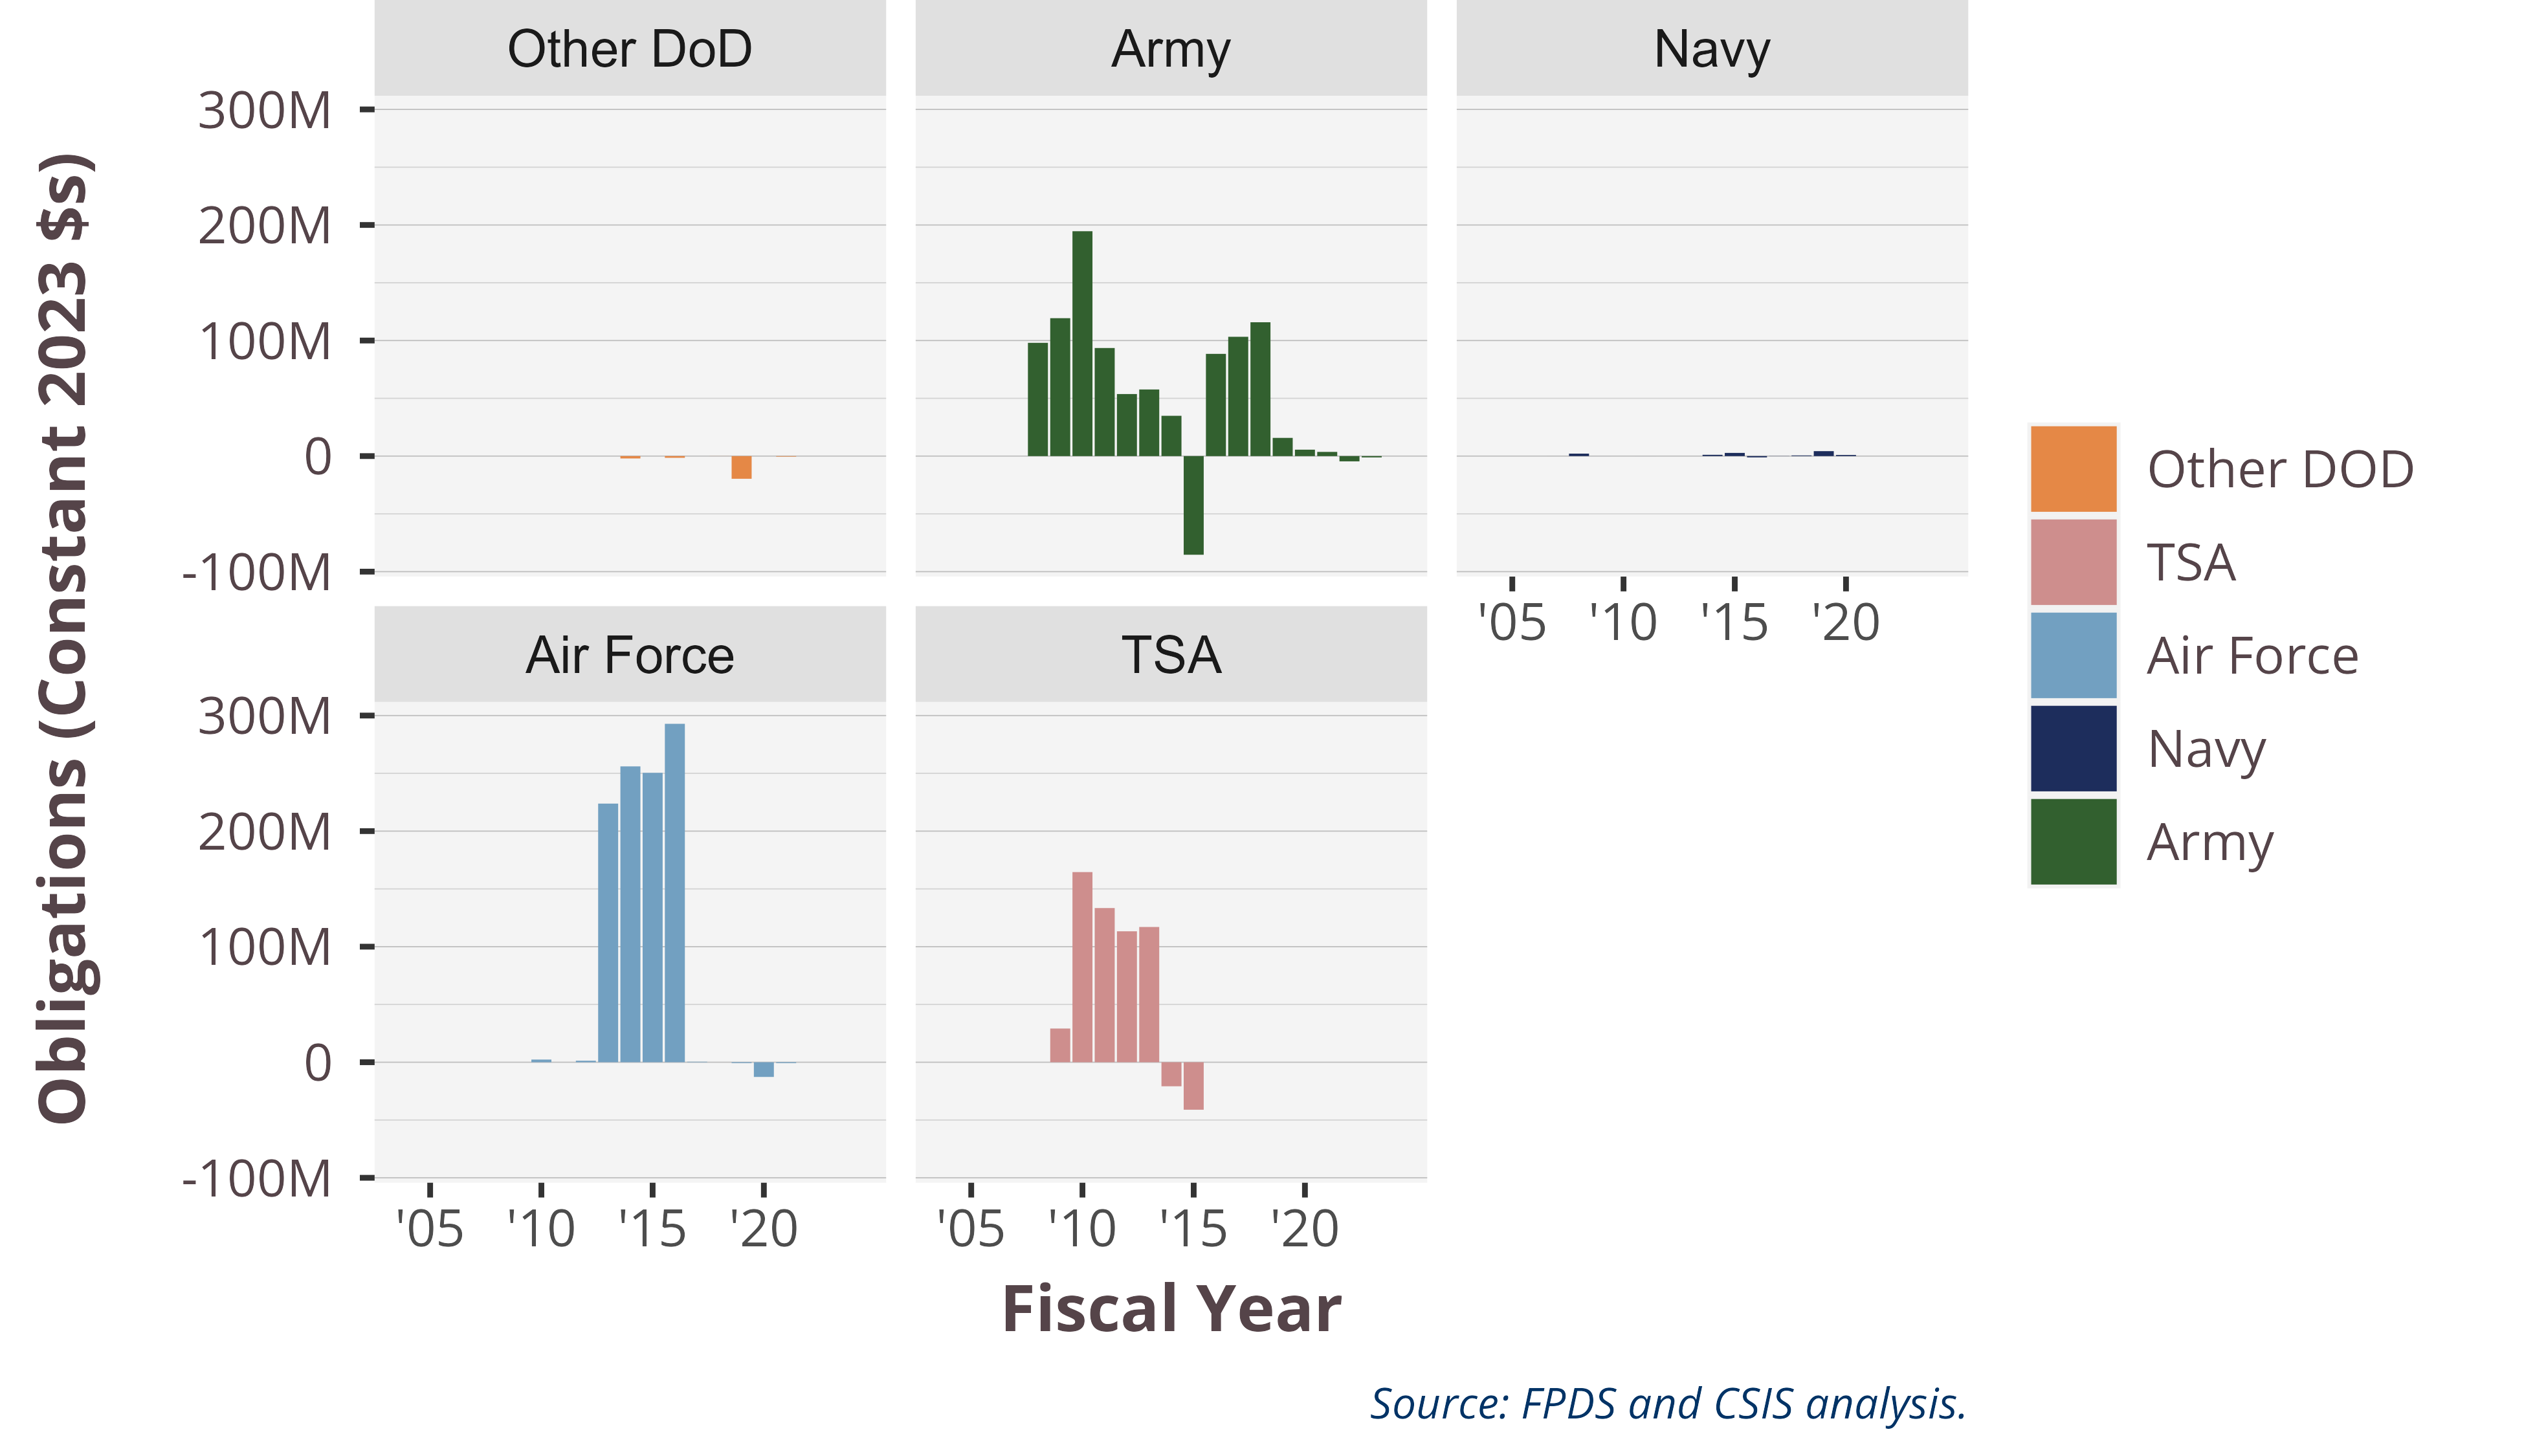 Other DoD
Army
Navy
300M
200M
100M
0
-100M
'05 '10 '15 '20
Air Force
TSA
300M
200M
100M
0
-100M
'05 '10 '15 '20
'05 '10 '15 '20
Obligations (Constant 2023 $s)
Fiscal Year
Other DOD
TSA
Air Force
Navy
Army
Source: FPDS and CSIS analysis.